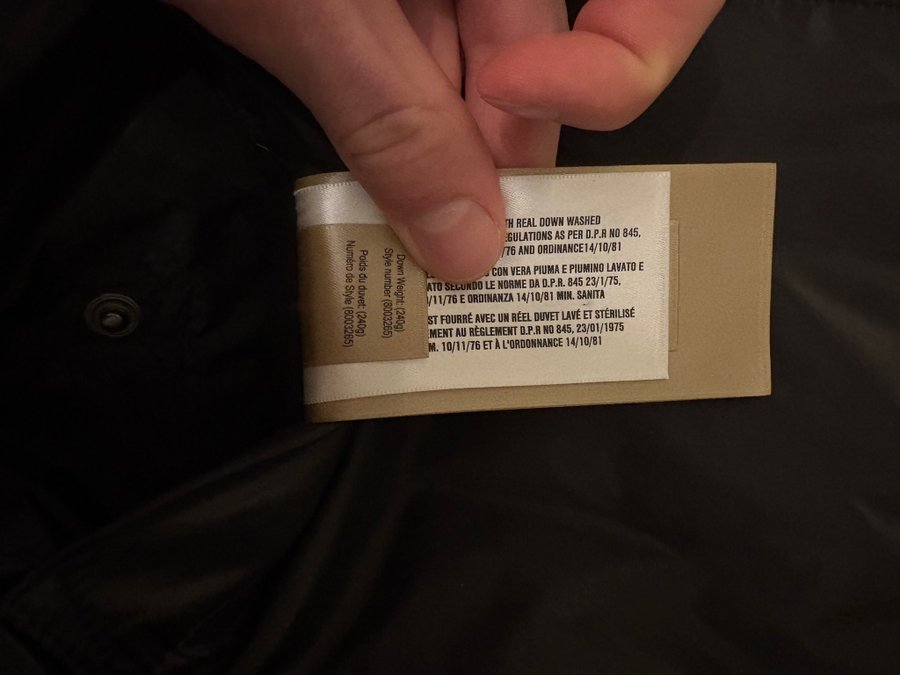 TH REAL DOWN WASHED
EGULATIONS AS PER D.P.R NO 845,
/76 AND ORDINANCE14/10/81
CON VERA PIUMA E PIUMINO LAVATO E
ATO SECONDO LE NORME DA D.P.R. 845 23/1/75,
/11/76 E ORDINANZA 14/10/81 MIN. SANITA
ST FOURRÉ AVEC UN RÉEL DUVET LAVÉ ET STÉRILISÉ
EMENT AU RÈGLEMENT D.P.R NO 845, 23/01/1975
M. 10/11/76 ET À L'ORDONNANCE 14/10/81
Down Weight: (240g)
Style number (8003265)
Poids du duvet: (240g)
Numéro de Style (8003265)